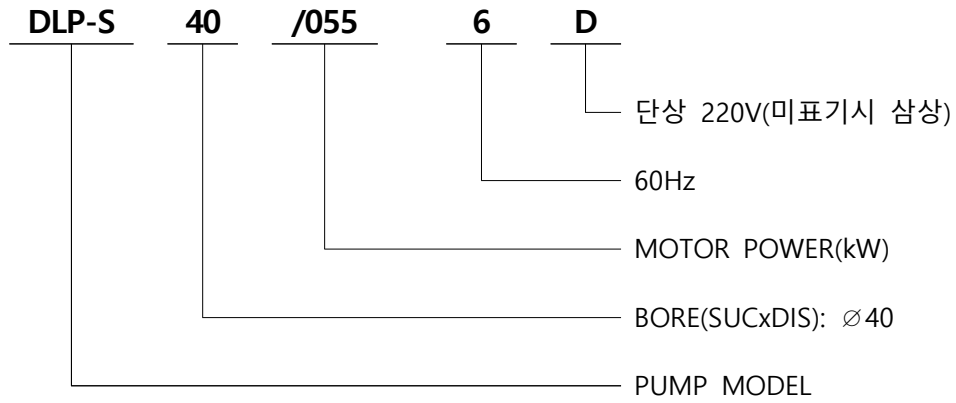 DLP-S 40 /055 6 D
단상 220V(미표기시 삼상)
60Hz
MOTOR POWER(kW)
BORE(SUCxDIS): ∅40
PUMP MODEL